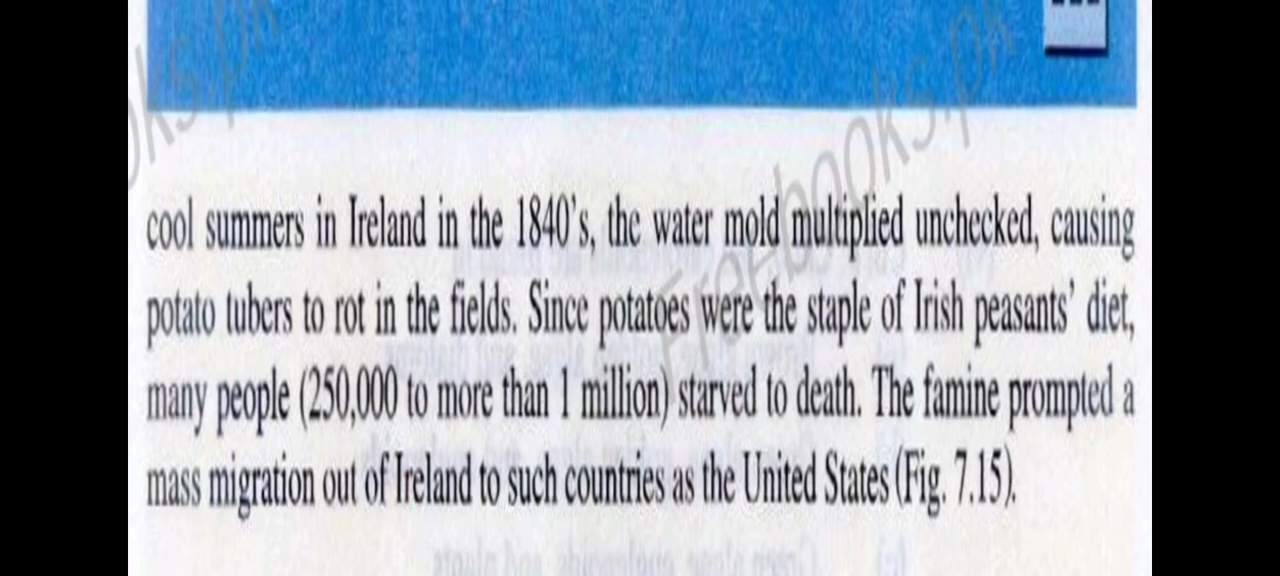 cool summers in Ireland in the 1840's, the water mold multiplied unchecked, causing
potato tubers to rot in the fields. Since potatoes were the staple of Irish peasants' diet,
many people (250,000 to more than 1 million) starved to death. The famine prompted a
mass migration out of Ireland to such countries as the United States (Fig. 7.15).
Freebooks.pk